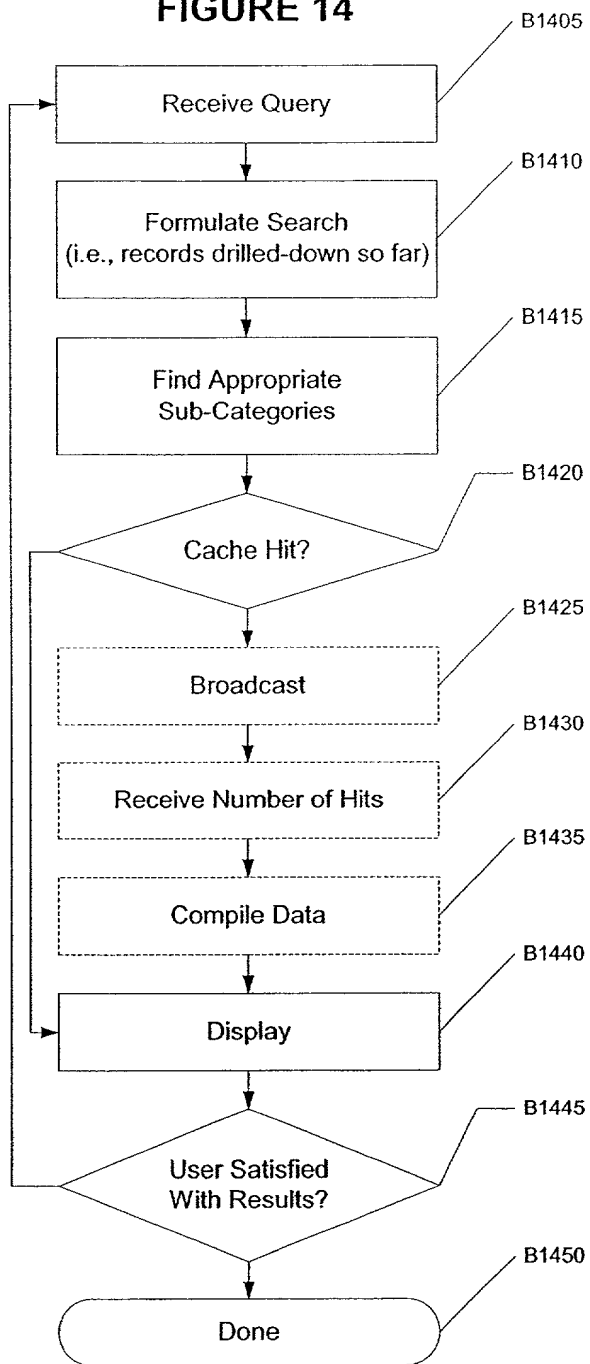 FIGURE 14
B1405
Receive Query
B1410
Formulate Search
(i.e., records drilled-down so far)
B1415
Find Appropriate
Sub-Categories
B1420
Cache Hit?
B1425
Broadcast
B1430
Receive Number of Hits
B1435
Compile Data
B1440
Display
B1445
User Satisfied
With Results?
B1450
Done